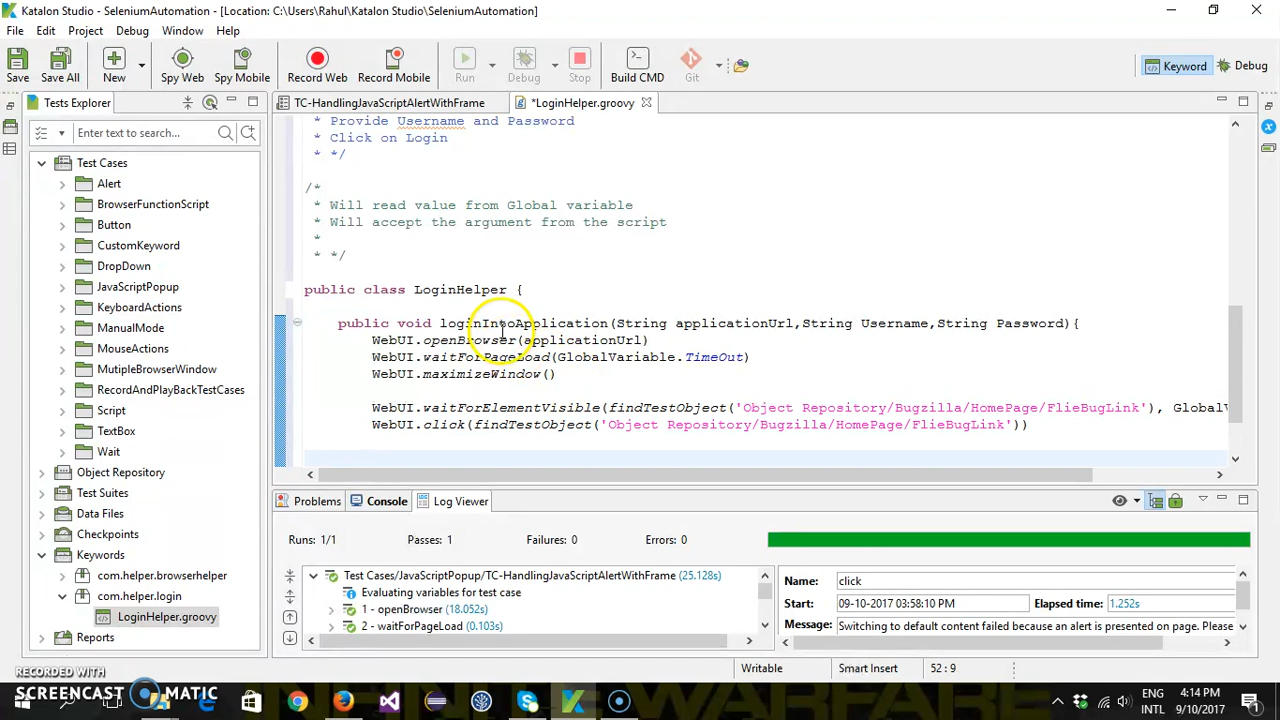 Katalon Studio - SeleniumAutomation - [Location: C:\Users\Rahul\Katalon Studio\SeleniumAutomation]
File Edit Project Debug Window Help
Save Save All New Spy Web Spy Mobile Record Web Record Mobile Run Debug Stop Build CMD Git Keyword Debug
Tests Explorer
TC-HandlingJavaScriptAlertWithFrame
*LoginHelper.groovy
Enter text to search...
Test Cases
Alert
BrowserFunctionScript
Button
CustomKeyword
DropDown
JavaScriptPopup
KeyboardActions
ManualMode
MouseActions
MutipleBrowserWindow
RecordAndPlayBackTestCases
Script
TextBox
Wait
Object Repository
Test Suites
Data Files
Checkpoints
Keywords
com.helper.browserhelper
com.helper.login
LoginHelper.groovy
Reports
* Provide Username and Password
* Click on Login
* */
/*
* Will read value from Global variable
* Will accept the argument from the script
*
* */
public class LoginHelper {
public void loginIntoApplication(String applicationUrl,String Username,String Password){
WebUI.openBrowser(applicationUrl)
WebUI.waitForPageLoad(GlobalVariable.TimeOut)
WebUI.maximizeWindow()
WebUI.waitForElementVisible(findTestObject('Object Repository/Bugzilla/HomePage/FlieBugLink'), GlobalV
WebUI.click(findTestObject('Object Repository/Bugzilla/HomePage/FlieBugLink'))
Problems Console Log Viewer
Runs: 1/1 Passes: 1 Failures: 0 Errors: 0
Test Cases/JavaScriptPopup/TC-HandlingJavaScriptAlertWithFrame (25.128s)
Evaluating variables for test case
1 - openBrowser (18.052s)
2 - waitForPageLoad (0.103s)
Name: click
Start: 09-10-2017 03:58:10 PM Elapsed time: 1.252s
Message: Switching to default content failed because an alert is presented on page. Please
Writable Smart Insert 52 : 9
RECORDED WITH
SCREENCAST MATIC
ENG
INTL
4:14 PM
9/10/2017